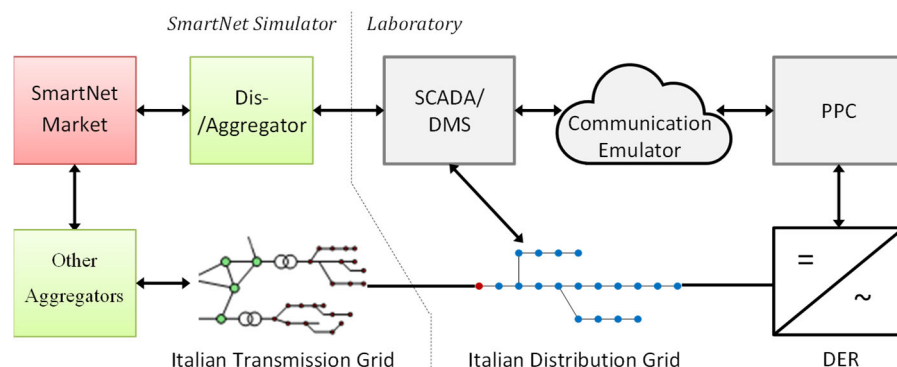 SmartNet Simulator
Laboratory
SmartNet
Market
Dis-
/Aggregator
SCADA/
DMS
Communication
Emulator
PPC
Other
Aggregators
=
~
Italian Transmission Grid
Italian Distribution Grid
DER